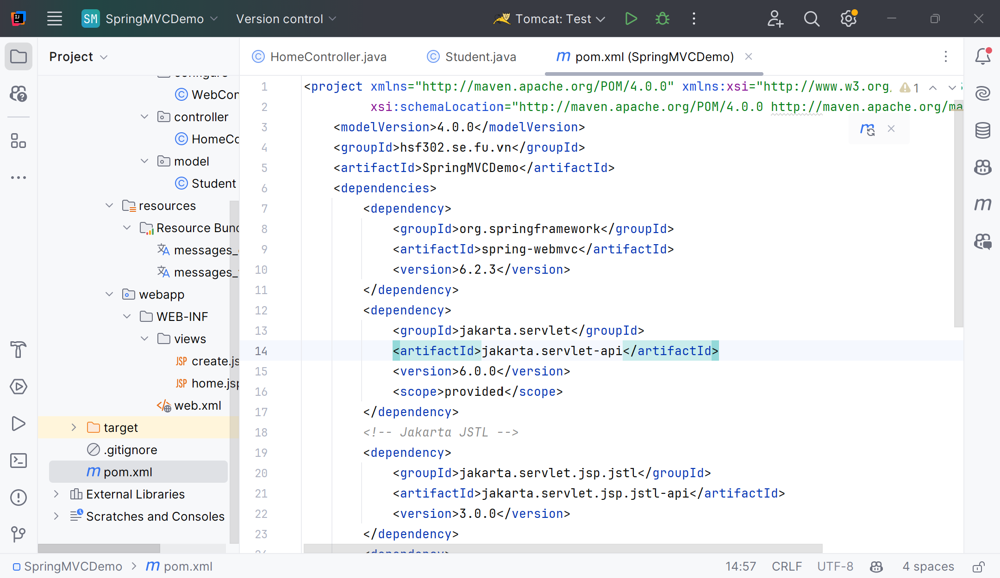 SM SpringMVCDemo Version control Tomcat: Test
Project
HomeController.java Student.java pom.xml (SpringMVCDemo)
WebCon
controller
HomeCo
model
Student
resources
Resource Bund
messages_
messages_
webapp
WEB-INF
views
JSP create.js
JSP home.jsp
web.xml
target
.gitignore
pom.xml
External Libraries
Scratches and Consoles
1 <project xmlns="http://maven.apache.org/POM/4.0.0" xmlns:xsi="http://www.w3.org/ 1
2 xsi:schemaLocation="http://maven.apache.org/POM/4.0.0 http://maven.apache.org/ma
3 <modelVersion>4.0.0</modelVersion>
4 <groupId>hsf302.se.fu.vn</groupId>
5 <artifactId>SpringMVCDemo</artifactId>
6 <dependencies>
7 <dependency>
8 <groupId>org.springframework</groupId>
9 <artifactId>spring-webmvc</artifactId>
10 <version>6.2.3</version>
11 </dependency>
12 <dependency>
13 <groupId>jakarta.servlet</groupId>
14 <artifactId>jakarta.servlet-api</artifactId>
15 <version>6.0.0</version>
16 <scope>provided</scope>
17 </dependency>
18 <!-- Jakarta JSTL -->
19 <dependency>
20 <groupId>jakarta.servlet.jsp.jstl</groupId>
21 <artifactId>jakarta.servlet.jsp.jstl-api</artifactId>
22 <version>3.0.0</version>
23 </dependency>
SpringMVCDemo > pom.xml 14:57 CRLF UTF-8 4 spaces